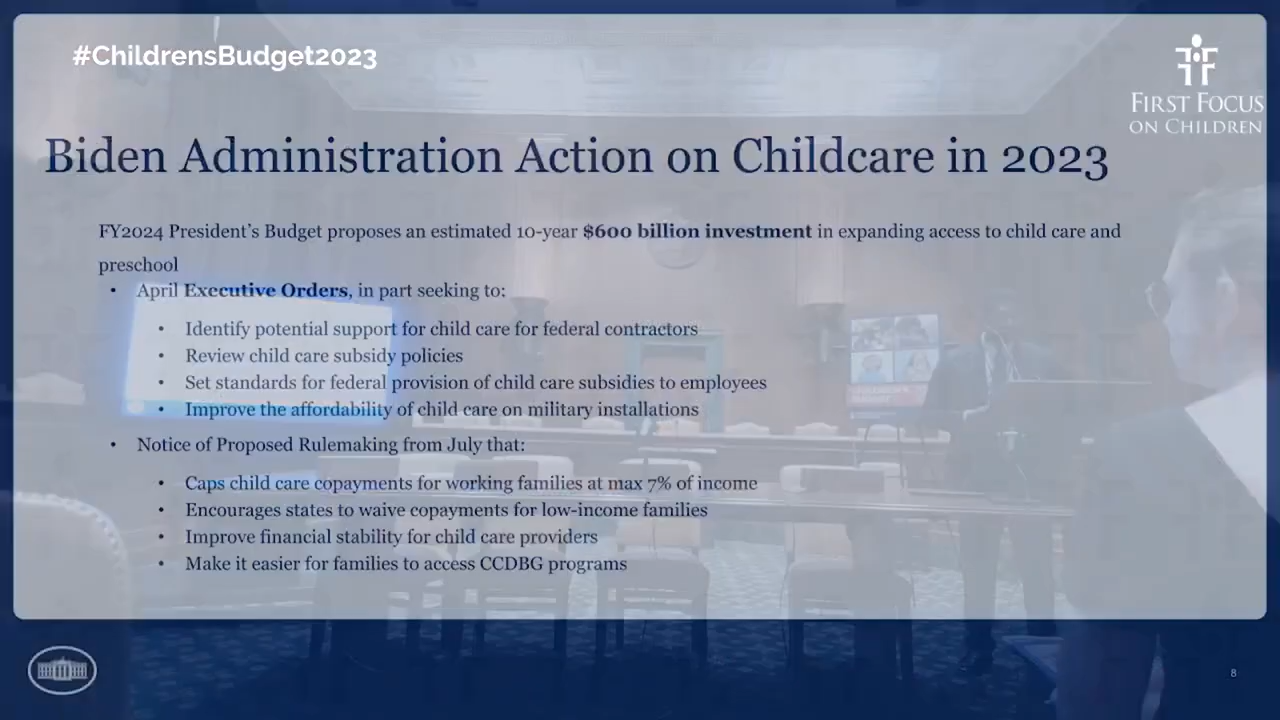 #ChildrensBudget2023
FIRST FOCUS
ON CHILDREN
Biden Administration Action on Childcare in 2023
FY2024 President’s Budget proposes an estimated 10-year $600 billion investment in expanding access to child care and
preschool
• April Executive Orders, in part seeking to:
• Identify potential support for child care for federal contractors
• Review child care subsidy policies
• Set standards for federal provision of child care subsidies to employees
• Improve the affordability of child care on military installations
• Notice of Proposed Rulemaking from July that:
• Caps child care copayments for working families at max 7% of income
• Encourages states to waive copayments for low-income families
• Improve financial stability for child care providers
• Make it easier for families to access CCDBG programs
8